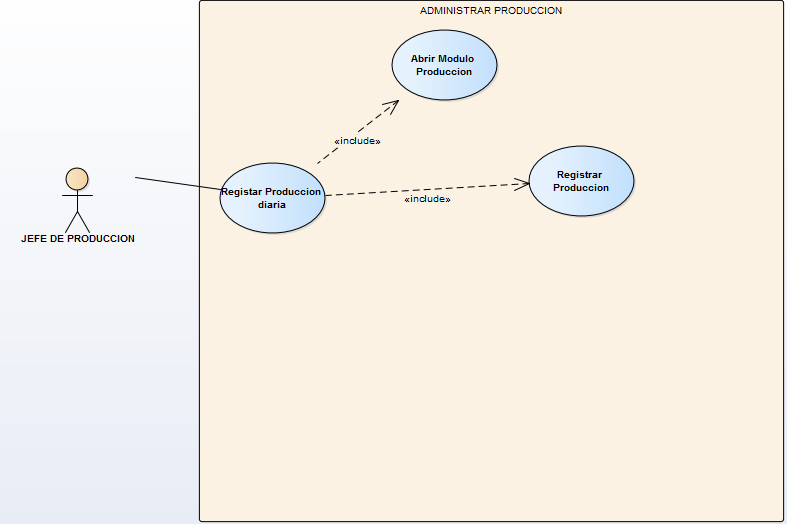 ADMINISTRAR PRODUCCION
Abrir Modulo
Produccion
«include»
Registrar
Produccion
Registar Produccion
diaria
«include»
JEFE DE PRODUCCION